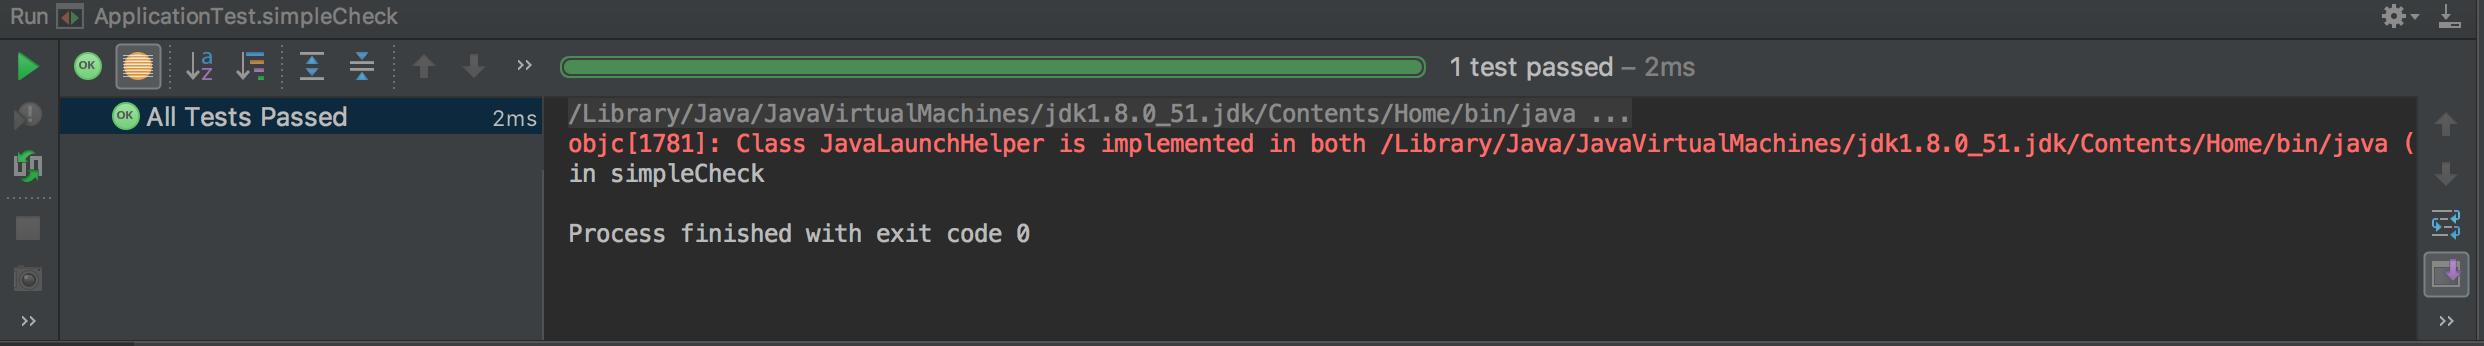 Run ApplicationTest.simpleCheck
OK a z » 1 test passed – 2ms
OK All Tests Passed 2ms
/Library/Java/JavaVirtualMachines/jdk1.8.0_51.jdk/Contents/Home/bin/java ...
objc[1781]: Class JavaLaunchHelper is implemented in both /Library/Java/JavaVirtualMachines/jdk1.8.0_51.jdk/Contents/Home/bin/java (
in simpleCheck
Process finished with exit code 0
» »